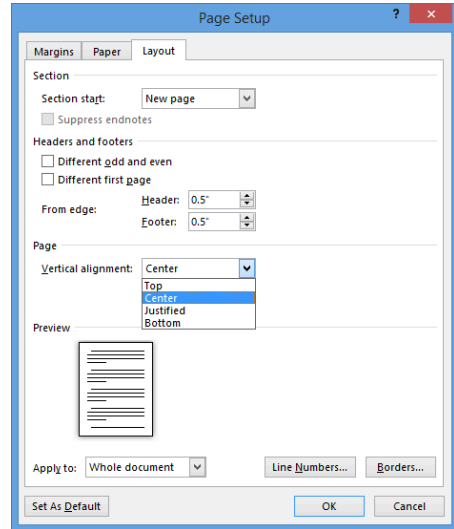 Page Setup ? ×
Margins Paper Layout
Section
Section start: New page
Suppress endnotes
Headers and footers
Different odd and even
Different first page
From edge:
Header: 0.5"
Footer: 0.5"
Page
Vertical alignment: Center
Top
Center
Justified
Bottom
Preview
Apply to: Whole document Line Numbers... Borders...
Set As Default OK Cancel